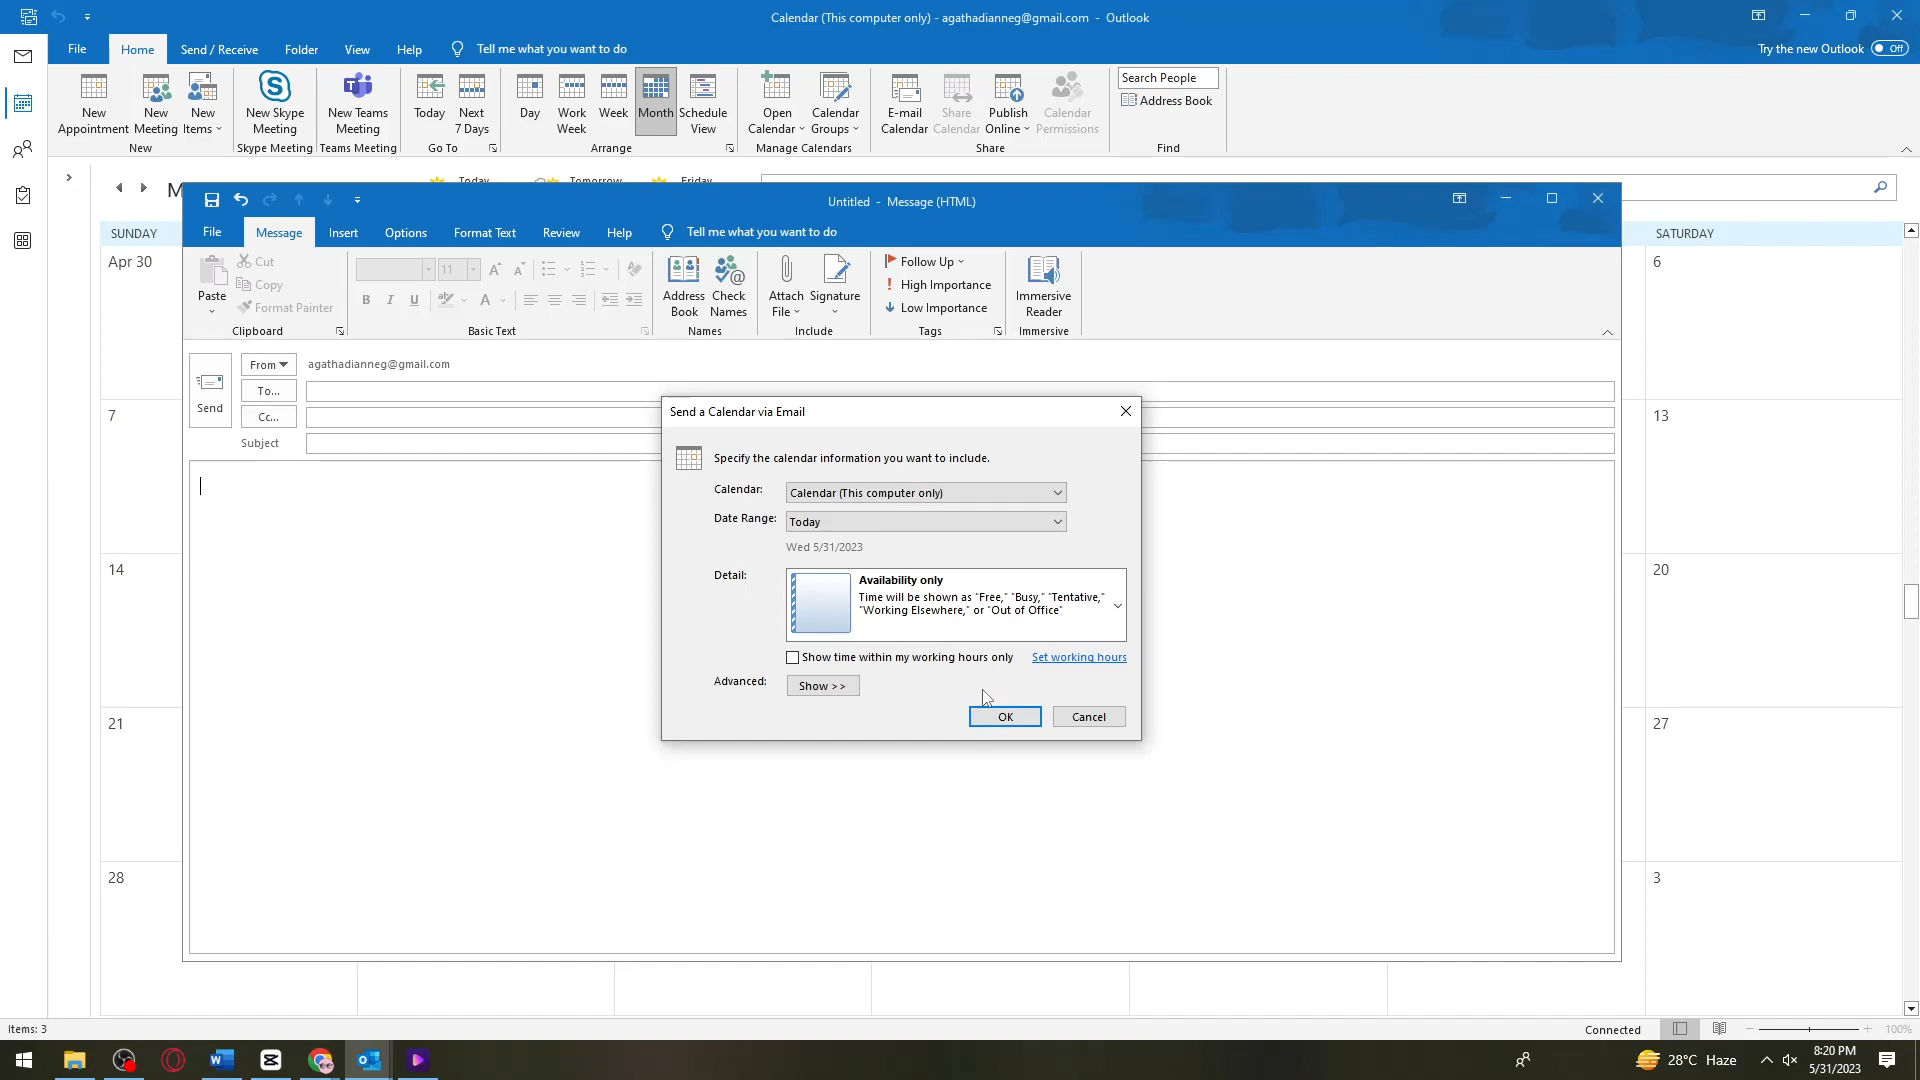 Calendar (This computer only) - agathadianneg@gmail.com - Outlook
File Home Send / Receive Folder View Help Tell me what you want to do Try the new Outlook Off
New Appointment
New Meeting
New Items
New
New Skype Meeting
Skype Meeting
New Teams Meeting
Teams Meeting
Today
Next 7 Days
Go To
Day
Work Week
Week
Month
Schedule View
Arrange
Open Calendar
Calendar Groups
Manage Calendars
E-mail Calendar
Share Calendar
Publish Online
Calendar Permissions
Share
Search People
Address Book
Find
M
Today Tomorrow Friday
SUNDAY SATURDAY
Apr 30 6
7 13
14 20
21 27
28 3
Untitled - Message (HTML)
File Message Insert Options Format Text Review Help Tell me what you want to do
Paste
Cut
Copy
Format Painter
Clipboard
11
B I U
Basic Text
Address Book
Check Names
Names
Attach File
Signature
Include
Follow Up
High Importance
Low Importance
Tags
Immersive Reader
Immersive
Send
From agathadianneg@gmail.com
To...
Cc...
Subject
Send a Calendar via Email
Specify the calendar information you want to include.
Calendar: Calendar (This computer only)
Date Range: Today
Wed 5/31/2023
Detail: Availability only
Time will be shown as "Free," "Busy," "Tentative,"
"Working Elsewhere," or "Out of Office"
Show time within my working hours only Set working hours
Advanced: Show >>
OK Cancel
Items: 3 Connected 100%
28°C Haze
8:20 PM
5/31/2023